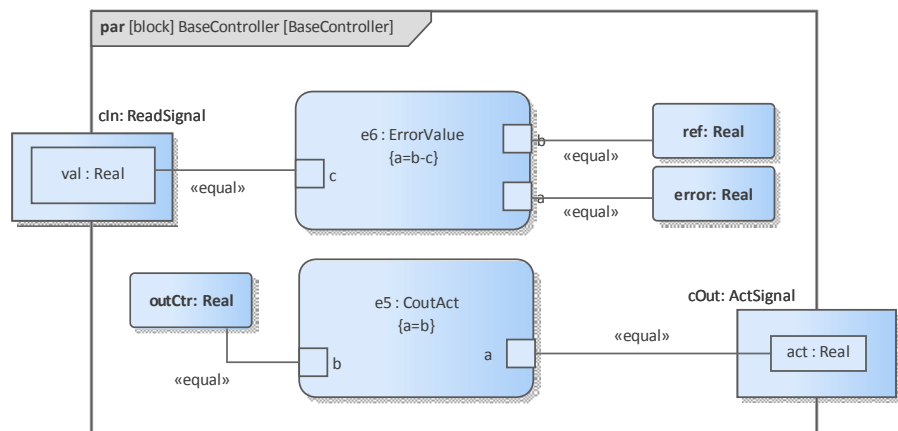 par [block] BaseController [BaseController]
cIn: ReadSignal
val : Real
«equal»
c
e6 : ErrorValue
{a=b-c}
b
«equal»
ref: Real
a
«equal»
error: Real
outCtr: Real
«equal»
b
e5 : CoutAct
{a=b}
a
«equal»
cOut: ActSignal
act : Real